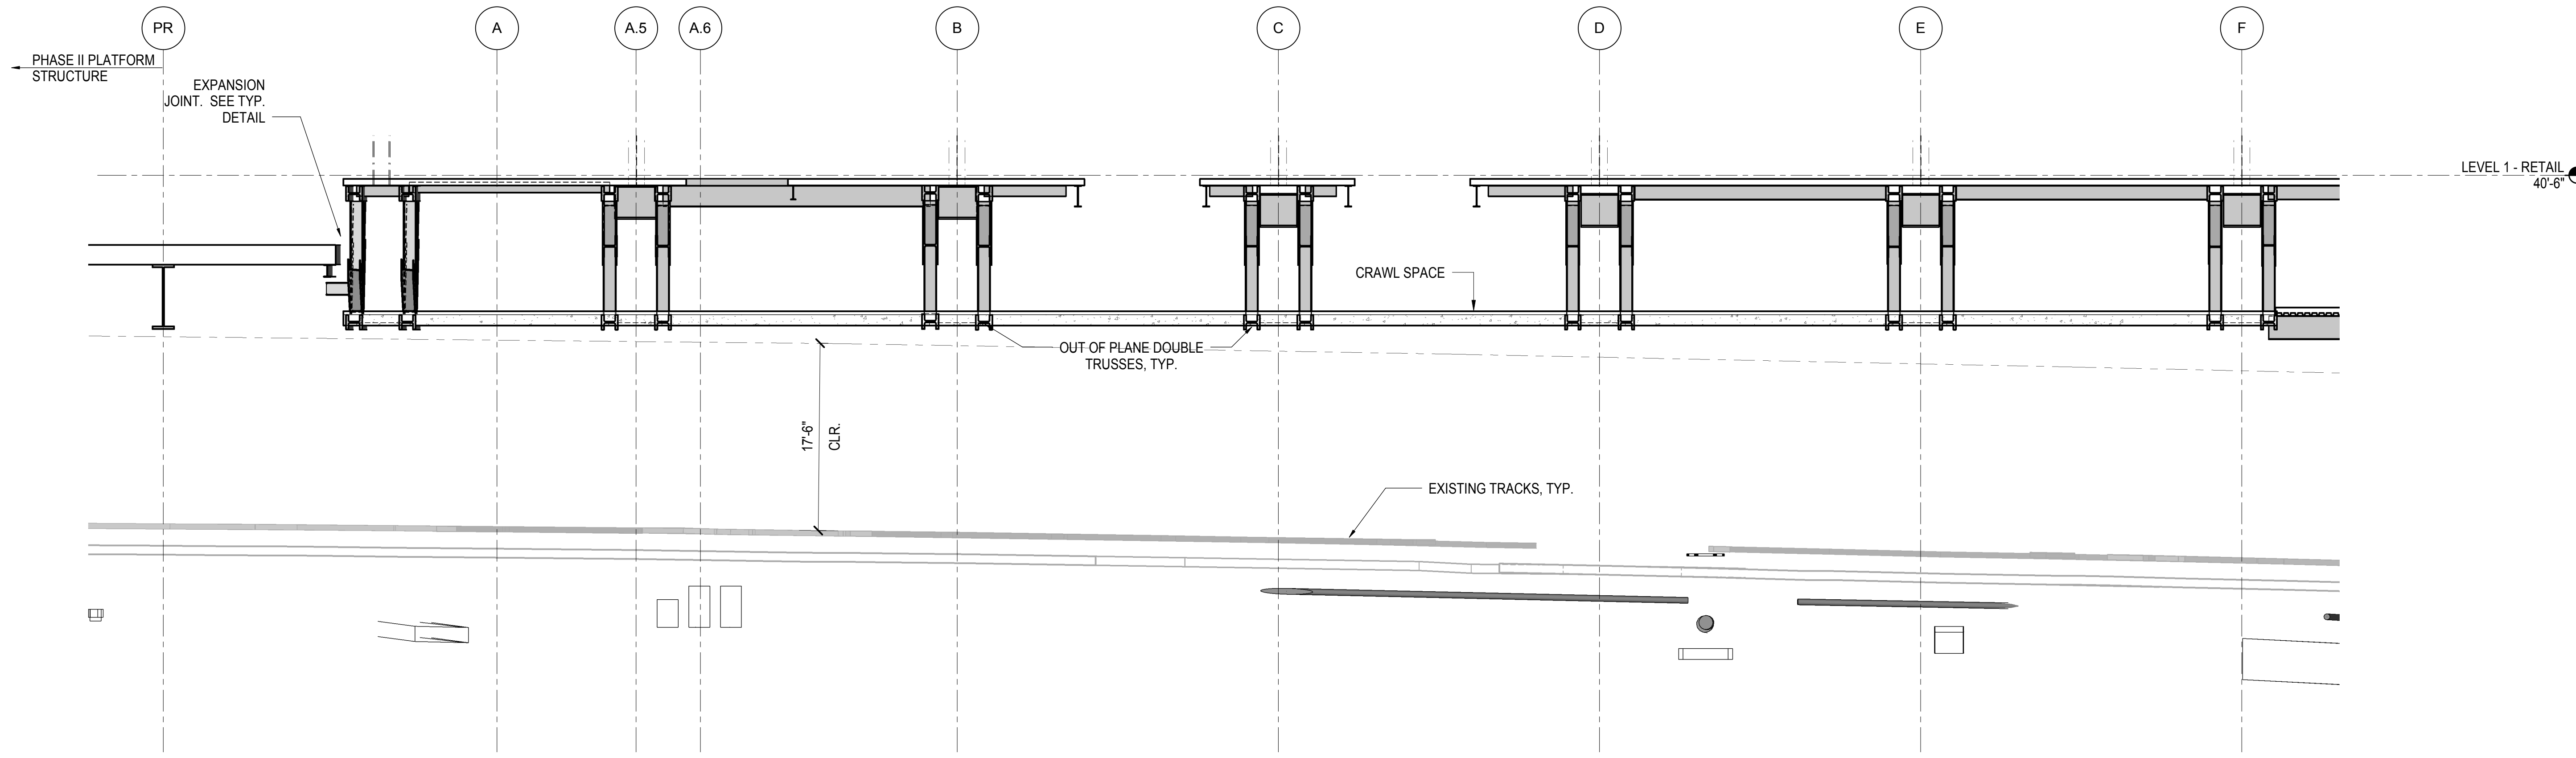 PR
A
A.5
A.6
B
C
D
E
F
PHASE II PLATFORM
STRUCTURE
EXPANSION
JOINT. SEE TYP.
DETAIL
LEVEL 1 - RETAIL
40'-6"
CRAWL SPACE
OUT OF PLANE DOUBLE
TRUSSES, TYP.
17'-6"
CLR.
EXISTING TRACKS, TYP.